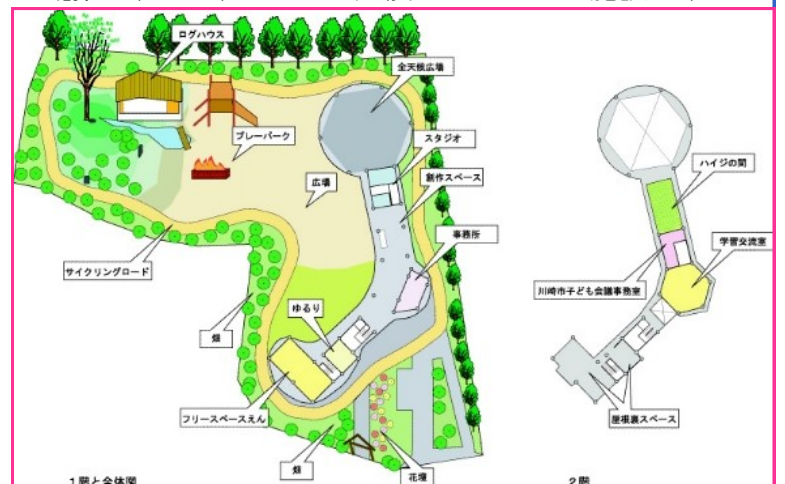 ログハウス
全天候広場
プレーパーク
スタジオ
創作スペース
広場
事務所
サイクリングロード
ゆるり
畑
フリースペースえん
畑
花壇
1階と全体図
ハイジの間
学習交流室
川崎市子ども会議事務室
屋根裏スペース
2階